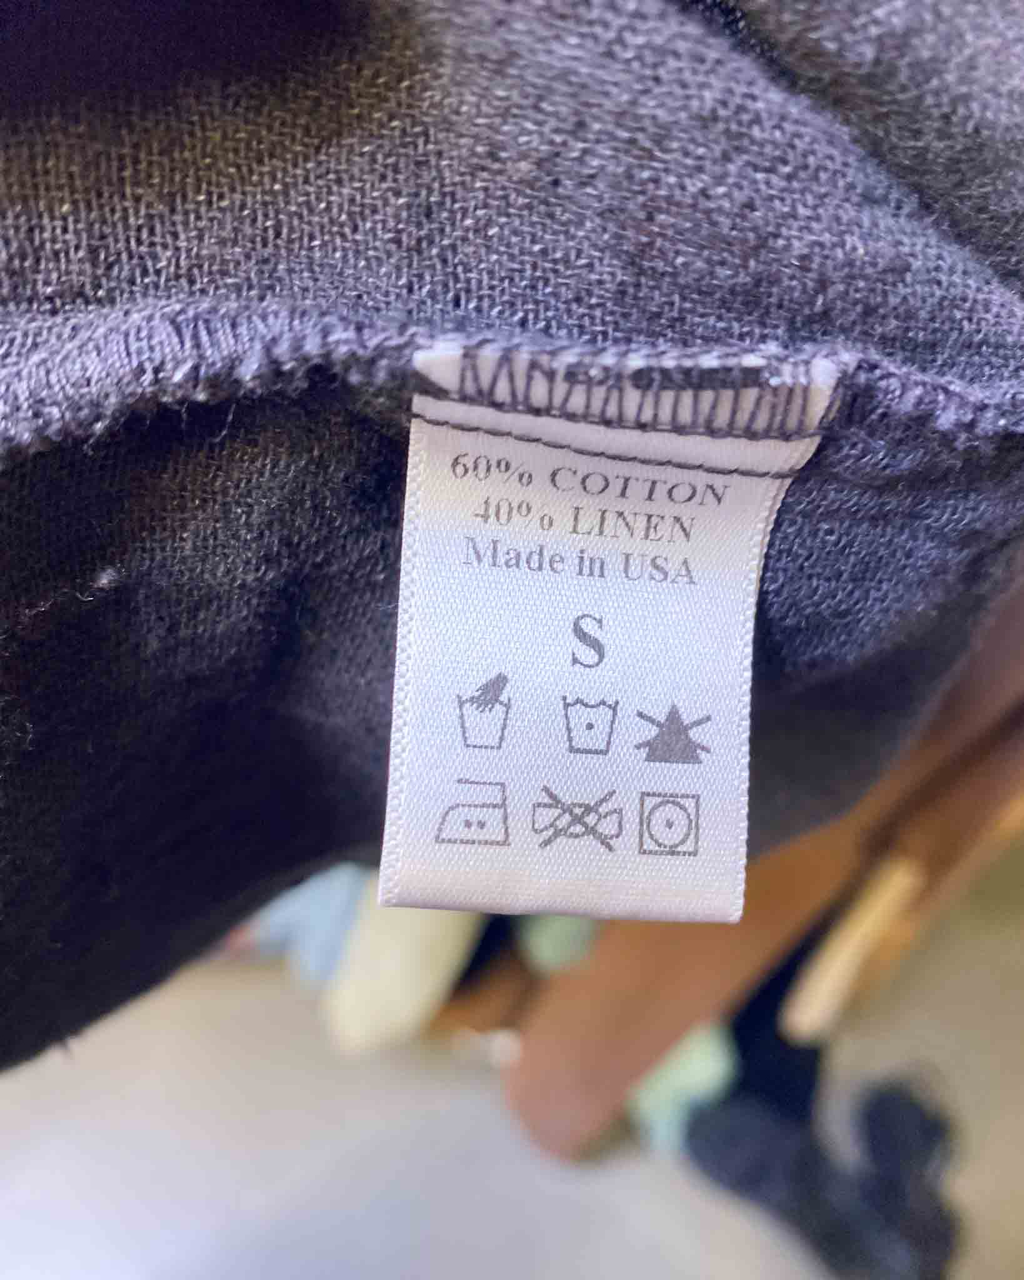 60% COTTON
40% LINEN
Made in USA
S